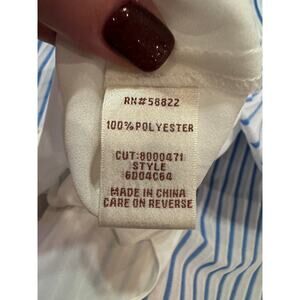 RN#58822
100% POLYESTER
CUT:8000471
STYLE
6D04C64
MADE IN CHINA
CARE ON REVERSE